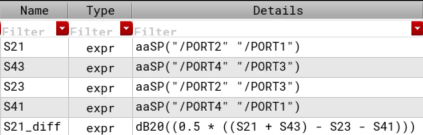 Name Type Details
Filter Filter Filter
S21 expr aaSP("/PORT2" "/PORT1")
S43 expr aaSP("/PORT4" "/PORT3")
S23 expr aaSP("/PORT2" "/PORT3")
S41 expr aaSP("/PORT4" "/PORT1")
S21_diff expr dB20((0.5 * ((S21 + S43) - S23 - S41)))